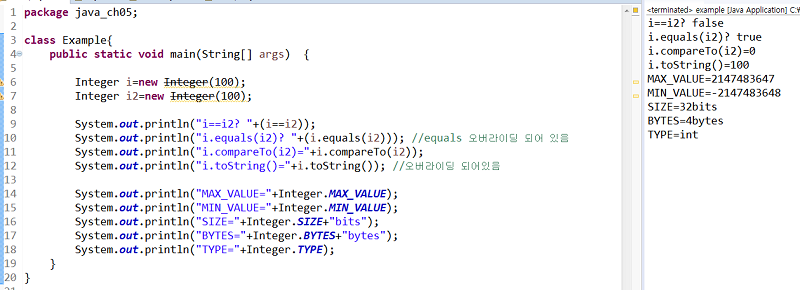 1 package java_ch05;
2
3 class Example{
4 public static void main(String[] args)  {
5
6 Integer i=new Integer(100);
7 Integer i2=new Integer(100);
8
9 System.out.println("i==i2? "+(i==i2));
10 System.out.println("i.equals(i2)? "+(i.equals(i2))); //equals 오버라이딩 되어 있음
11 System.out.println("i.compareTo(i2)="+i.compareTo(i2));
12 System.out.println("i.toString()="+i.toString()); //오버라이딩 되어있음
13
14 System.out.println("MAX_VALUE="+Integer.MAX_VALUE);
15 System.out.println("MIN_VALUE="+Integer.MIN_VALUE);
16 System.out.println("SIZE="+Integer.SIZE+"bits");
17 System.out.println("BYTES="+Integer.BYTES+"bytes");
18 System.out.println("TYPE="+Integer.TYPE);
19 }
20 }
<terminated> example [Java Application] C:₩
i==i2? false
i.equals(i2)? true
i.compareTo(i2)=0
i.toString()=100
MAX_VALUE=2147483647
MIN_VALUE=-2147483648
SIZE=32bits
BYTES=4bytes
TYPE=int